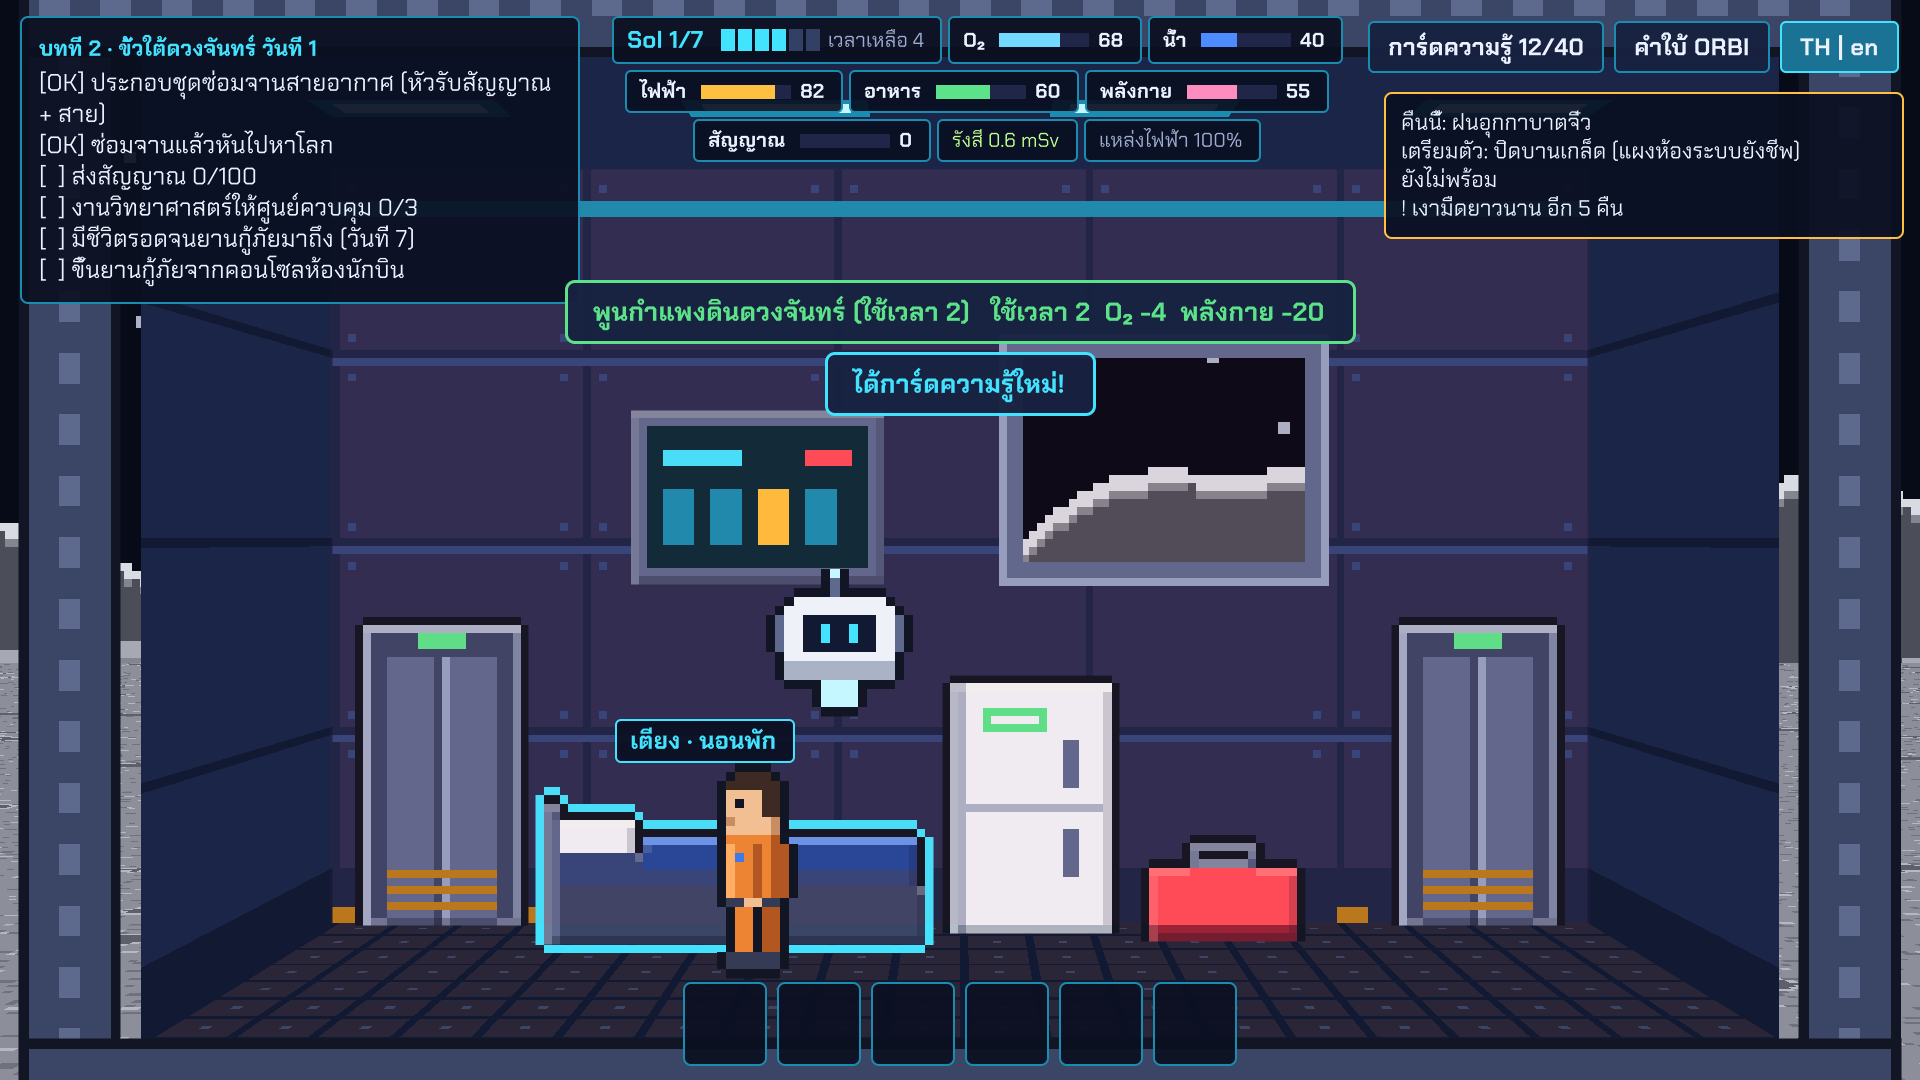 บทที่ 2 · ขั้วใต้ดวงจันทร์ วันที่ 1
[OK] ประกอบชุดซ่อมจานสายอากาศ (หัวรับสัญญาณ
+ สาย)
[OK] ซ่อมจานแล้วหันไปหาโลก
[ ] ส่งสัญญาณ 0/100
[ ] งานวิทยาศาสตร์ให้ศูนย์ควบคุม 0/3
[ ] มีชีวิตรอดจนยานกู้ภัยมาถึง (วันที่ 7)
[ ] ขึ้นยานกู้ภัยจากคอนโซลห้องนักบิน
Sol 1/7 เวลาเหลือ 4
O₂ 68
น้ำ 40
ไฟฟ้า 82
อาหาร 60
พลังกาย 55
สัญญาณ 0
รังสี 0.6 mSv
แหล่งไฟฟ้า 100%
การ์ดความรู้ 12/40
คำใบ้ ORBI
TH | en
คืนนี้: ฝนอุกกาบาตจิ๋ว
เตรียมตัว: ปิดบานเกล็ด (แผงห้องระบบยังชีพ)
ยังไม่พร้อม
! เงามืดยาวนาน อีก 5 คืน
พูนกำแพงดินดวงจันทร์ (ใช้เวลา 2) ใช้เวลา 2 O₂ -4 พลังกาย -20
ได้การ์ดความรู้ใหม่!
เตียง · นอนพัก